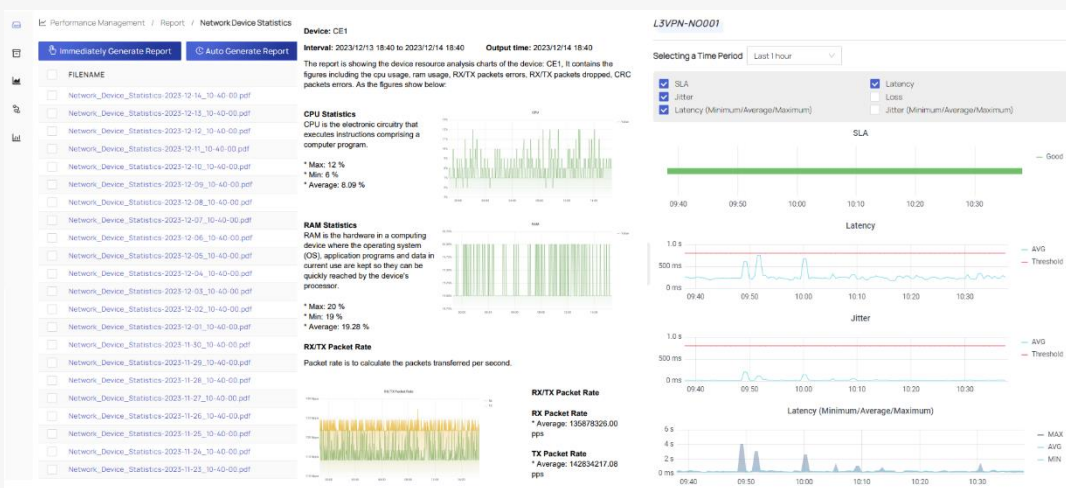 Performance Management / Report / Network Device Statistics
Immediately Generate Report
Auto Generate Report
FILENAME
Network_Device_Statistics-2023-12-14_10-40-00.pdf
Network_Device_Statistics-2023-12-13_10-40-00.pdf
Network_Device_Statistics-2023-12-12_10-40-00.pdf
Network_Device_Statistics-2023-12-11_10-40-00.pdf
Network_Device_Statistics-2023-12-10_10-40-00.pdf
Network_Device_Statistics-2023-12-09_10-40-00.pdf
Network_Device_Statistics-2023-12-08_10-40-00.pdf
Network_Device_Statistics-2023-12-07_10-40-00.pdf
Network_Device_Statistics-2023-12-06_10-40-00.pdf
Network_Device_Statistics-2023-12-05_10-40-00.pdf
Network_Device_Statistics-2023-12-04_10-40-00.pdf
Network_Device_Statistics-2023-12-03_10-40-00.pdf
Network_Device_Statistics-2023-12-02_10-40-00.pdf
Network_Device_Statistics-2023-12-01_10-40-00.pdf
Network_Device_Statistics-2023-11-30_10-40-00.pdf
Network_Device_Statistics-2023-11-29_10-40-00.pdf
Network_Device_Statistics-2023-11-28_10-40-00.pdf
Network_Device_Statistics-2023-11-27_10-40-00.pdf
Network_Device_Statistics-2023-11-26_10-40-00.pdf
Network_Device_Statistics-2023-11-25_10-40-00.pdf
Network_Device_Statistics-2023-11-24_10-40-00.pdf
Network_Device_Statistics-2023-11-23_10-40-00.pdf
Device: CE1
Interval: 2023/12/13 18:40 to 2023/12/14 18:40 Output time: 2023/12/14 18:40
The report is showing the device resource analysis charts of the device: CE1, It contains the
figures including the cpu usage, ram usage, RX/TX packets errors, RX/TX packets dropped, CRC
packets errors. As the figures show below:
CPU Statistics
CPU is the electronic circuitry that
executes instructions comprising a
computer program.
* Max: 12 %
* Min: 6 %
* Average: 8.09 %
RAM Statistics
RAM is the hardware in a computing
device where the operating system
(OS), application programs and data in
current use are kept so they can be
quickly reached by the device's
processor.
* Max: 20 %
* Min: 19 %
* Average: 19.28 %
RX/TX Packet Rate
Packet rate is to calculate the packets transferred per second.
RX/TX Packet Rate
RX/TX Packet Rate
RX Packet Rate
* Average: 135878326.00
pps
TX Packet Rate
* Average: 142834217.08
pps
L3VPN-NO001
Selecting a Time Period
Last 1 hour
SLA
Latency
Jitter
Loss
Latency (Minimum/Average/Maximum)
Jitter (Minimum/Average/Maximum)
SLA
Good
09:40 09:50 10:00 10:10 10:20 10:30
Latency
1.0 s
500 ms
0 ms
AVG
Threshold
09:40 09:50 10:00 10:10 10:20 10:30
Jitter
1.0 s
500 ms
0 ms
AVG
Threshold
09:40 09:50 10:00 10:10 10:20 10:30
Latency (Minimum/Average/Maximum)
6 s
4 s
2 s
0 ms
MAX
AVG
MIN
09:40 09:50 10:00 10:10 10:20 10:30